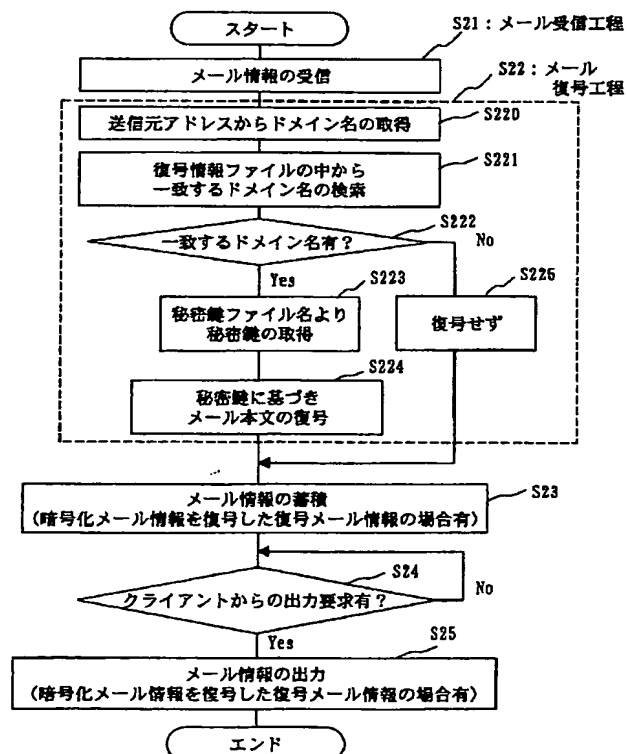 スタート
S21：メール受信工程
メール情報の受信
S22：メール
復号工程
送信元アドレスからドメイン名の取得
S220
復号情報ファイルの中から
一致するドメイン名の検索
S221
S222
一致するドメイン名有？
No
Yes
S223
秘密鍵ファイル名より
秘密鍵の取得
S225
復号せず
S224
秘密鍵に基づき
メール本文の復号
S23
メール情報の蓄積
(暗号化メール情報を復号した復号メール情報の場合有)
S24
クライアントからの出力要求有？
No
Yes
S25
メール情報の出力
(暗号化メール情報を復号した復号メール情報の場合有)
エンド